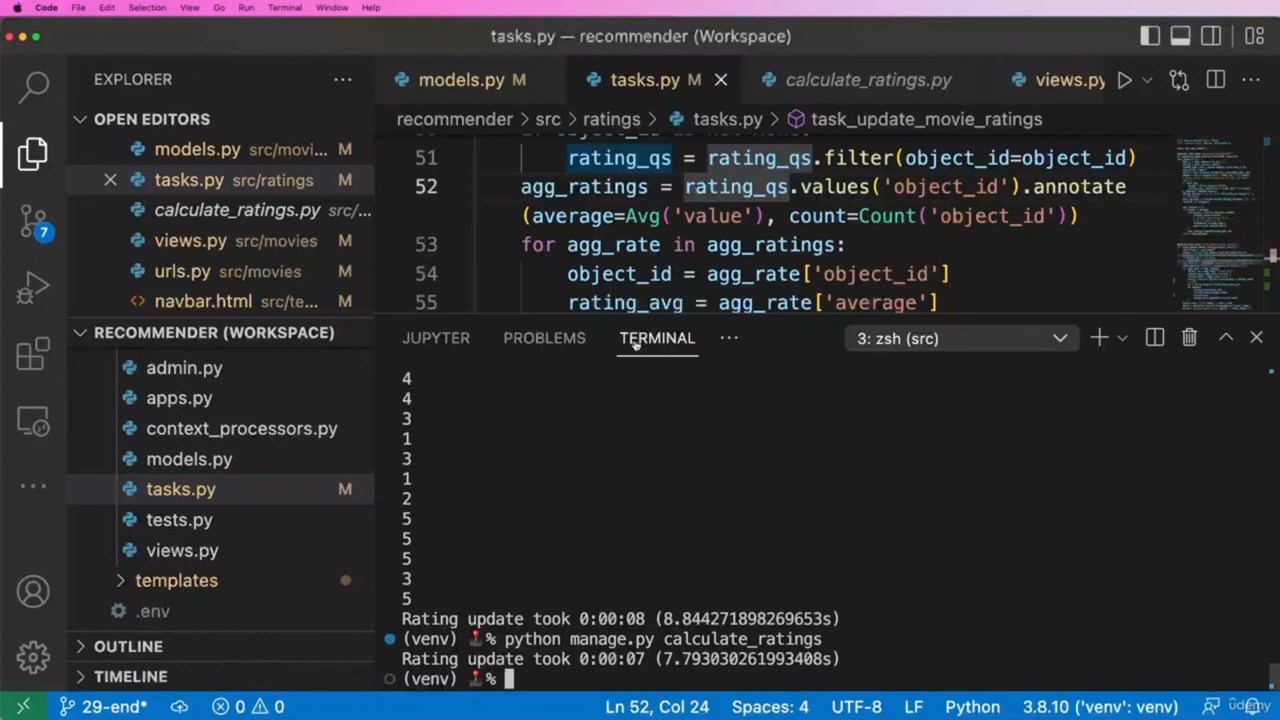 Code File Edit Selection View Go Run Terminal Window Help
tasks.py — recommender (Workspace)
EXPLORER
models.py M
tasks.py M
calculate_ratings.py
views.py
OPEN EDITORS
recommender > src > ratings > tasks.py > task_update_movie_ratings
models.py src/movi... M
tasks.py src/ratings M
calculate_ratings.py src/...
views.py src/movies M
urls.py src/movies M
navbar.html src/te... M
51 rating_qs = rating_qs.filter(object_id=object_id)
52 agg_ratings = rating_qs.values('object_id').annotate
(average=Avg('value'), count=Count('object_id'))
53 for agg_rate in agg_ratings:
54 object_id = agg_rate['object_id']
55 rating_avg = agg_rate['average']
RECOMMENDER (WORKSPACE)
admin.py
apps.py
context_processors.py
models.py
tasks.py M
tests.py
views.py
templates
.env
OUTLINE
TIMELINE
7
JUPYTER PROBLEMS TERMINAL ... 3: zsh (src)
4
4
3
1
3
1
2
5
5
5
3
5
Rating update took 0:00:08 (8.844271898269653s)
(venv) 🕹% python manage.py calculate_ratings
Rating update took 0:00:07 (7.793030261993408s)
(venv) 🕹%
29-end* 0 0 Ln 52, Col 24 Spaces: 4 UTF-8 LF Python 3.8.10 ('venv': venv)
udemy